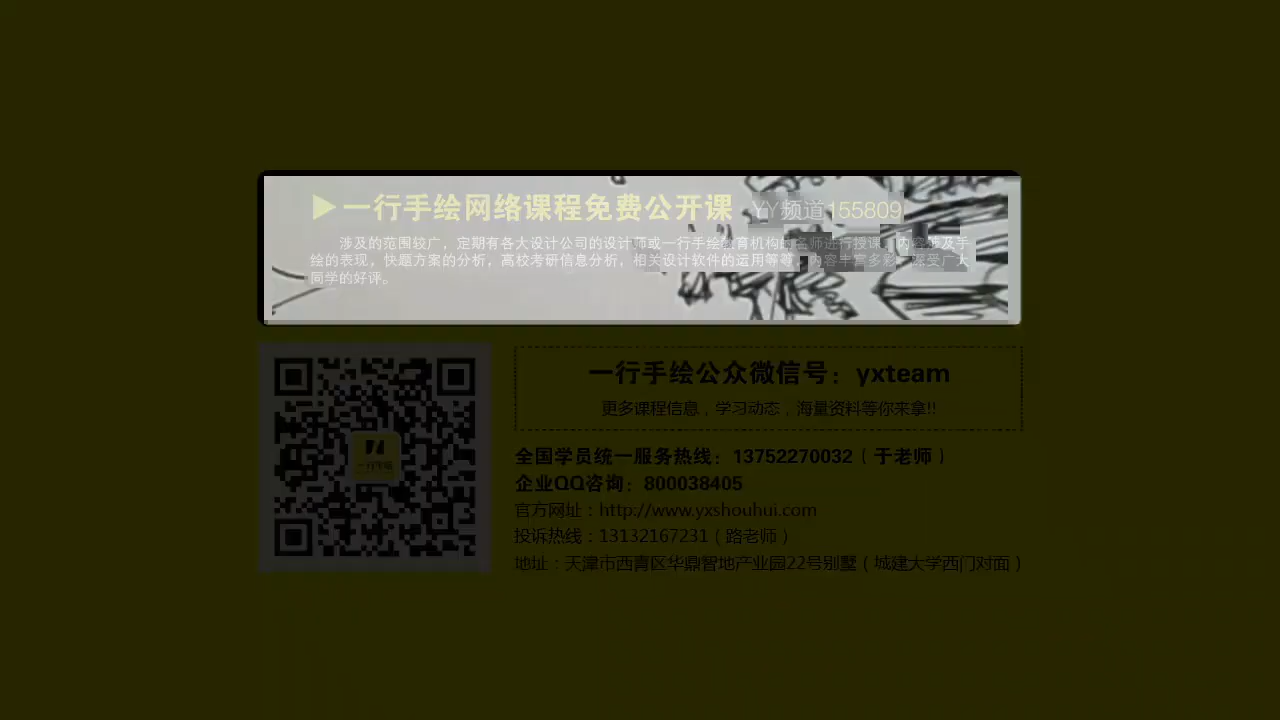 ▶一行手绘网络课程免费公开课 YY频道155809
涉及的范围较广，定期有各大设计公司的设计师或一行手绘教育机构的名师进行授课，内容涉及手
绘的表现，快题方案的分析，高校考研信息分析，相关设计软件的运用等等，内容丰富多彩，深受广大
同学的好评。
一行手绘
一行手绘公众微信号：yxteam
更多课程信息，学习动态，海量资料等你来拿!!
全国学员统一服务热线：13752270032（于老师）
企业QQ咨询：800038405
官方网址：http://www.yxshouhui.com
投诉热线：13132167231（路老师）
地址：天津市西青区华鼎智地产业园22号别墅（城建大学西门对面）